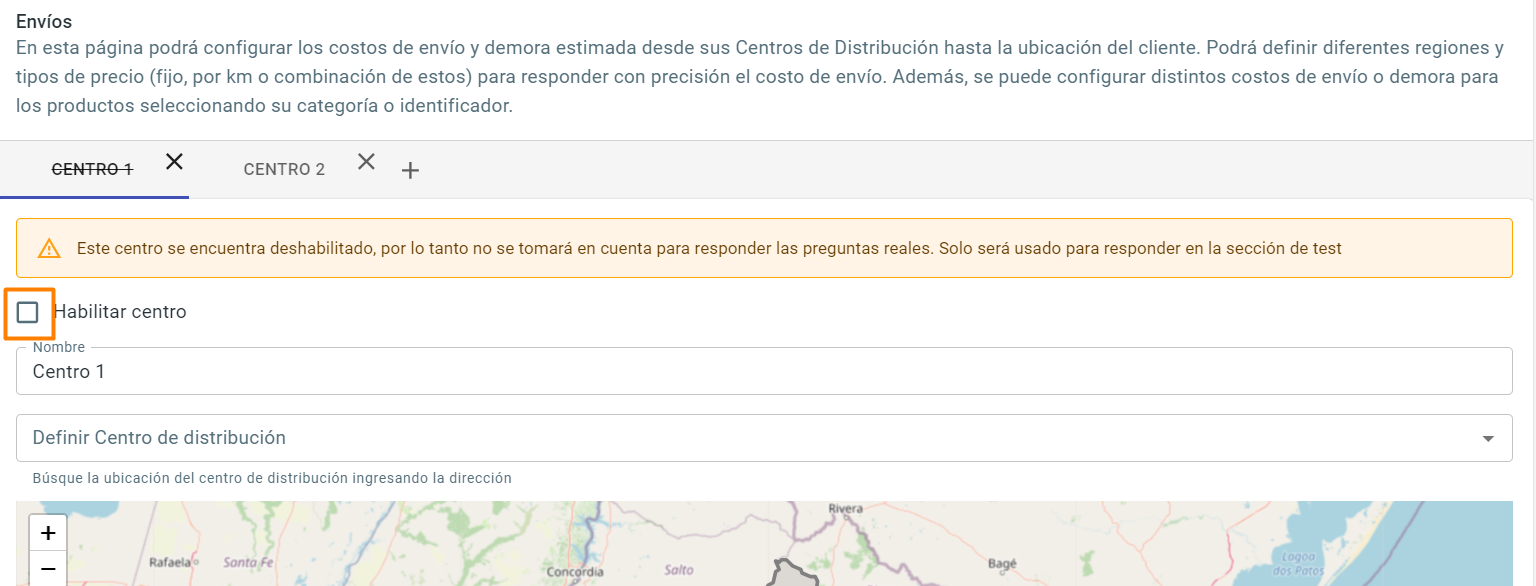 Envíos
En esta página podrá configurar los costos de envío y demora estimada desde sus Centros de Distribución hasta la ubicación del cliente. Podrá definir diferentes regiones y
tipos de precio (fijo, por km o combinación de estos) para responder con precisión el costo de envío. Además, se puede configurar distintos costos de envío o demora para
los productos seleccionando su categoría o identificador.
CENTRO 1
CENTRO 2
Este centro se encuentra deshabilitado, por lo tanto no se tomará en cuenta para responder las preguntas reales. Solo será usado para responder en la sección de test
Habilitar centro
Nombre
Centro 1
Definir Centro de distribución
Búsque la ubicación del centro de distribución ingresando la dirección
+
−
Rivera
Rafaela
Santa Fe
Concordia
Salto
Bagé
Lagoa
dos Patos